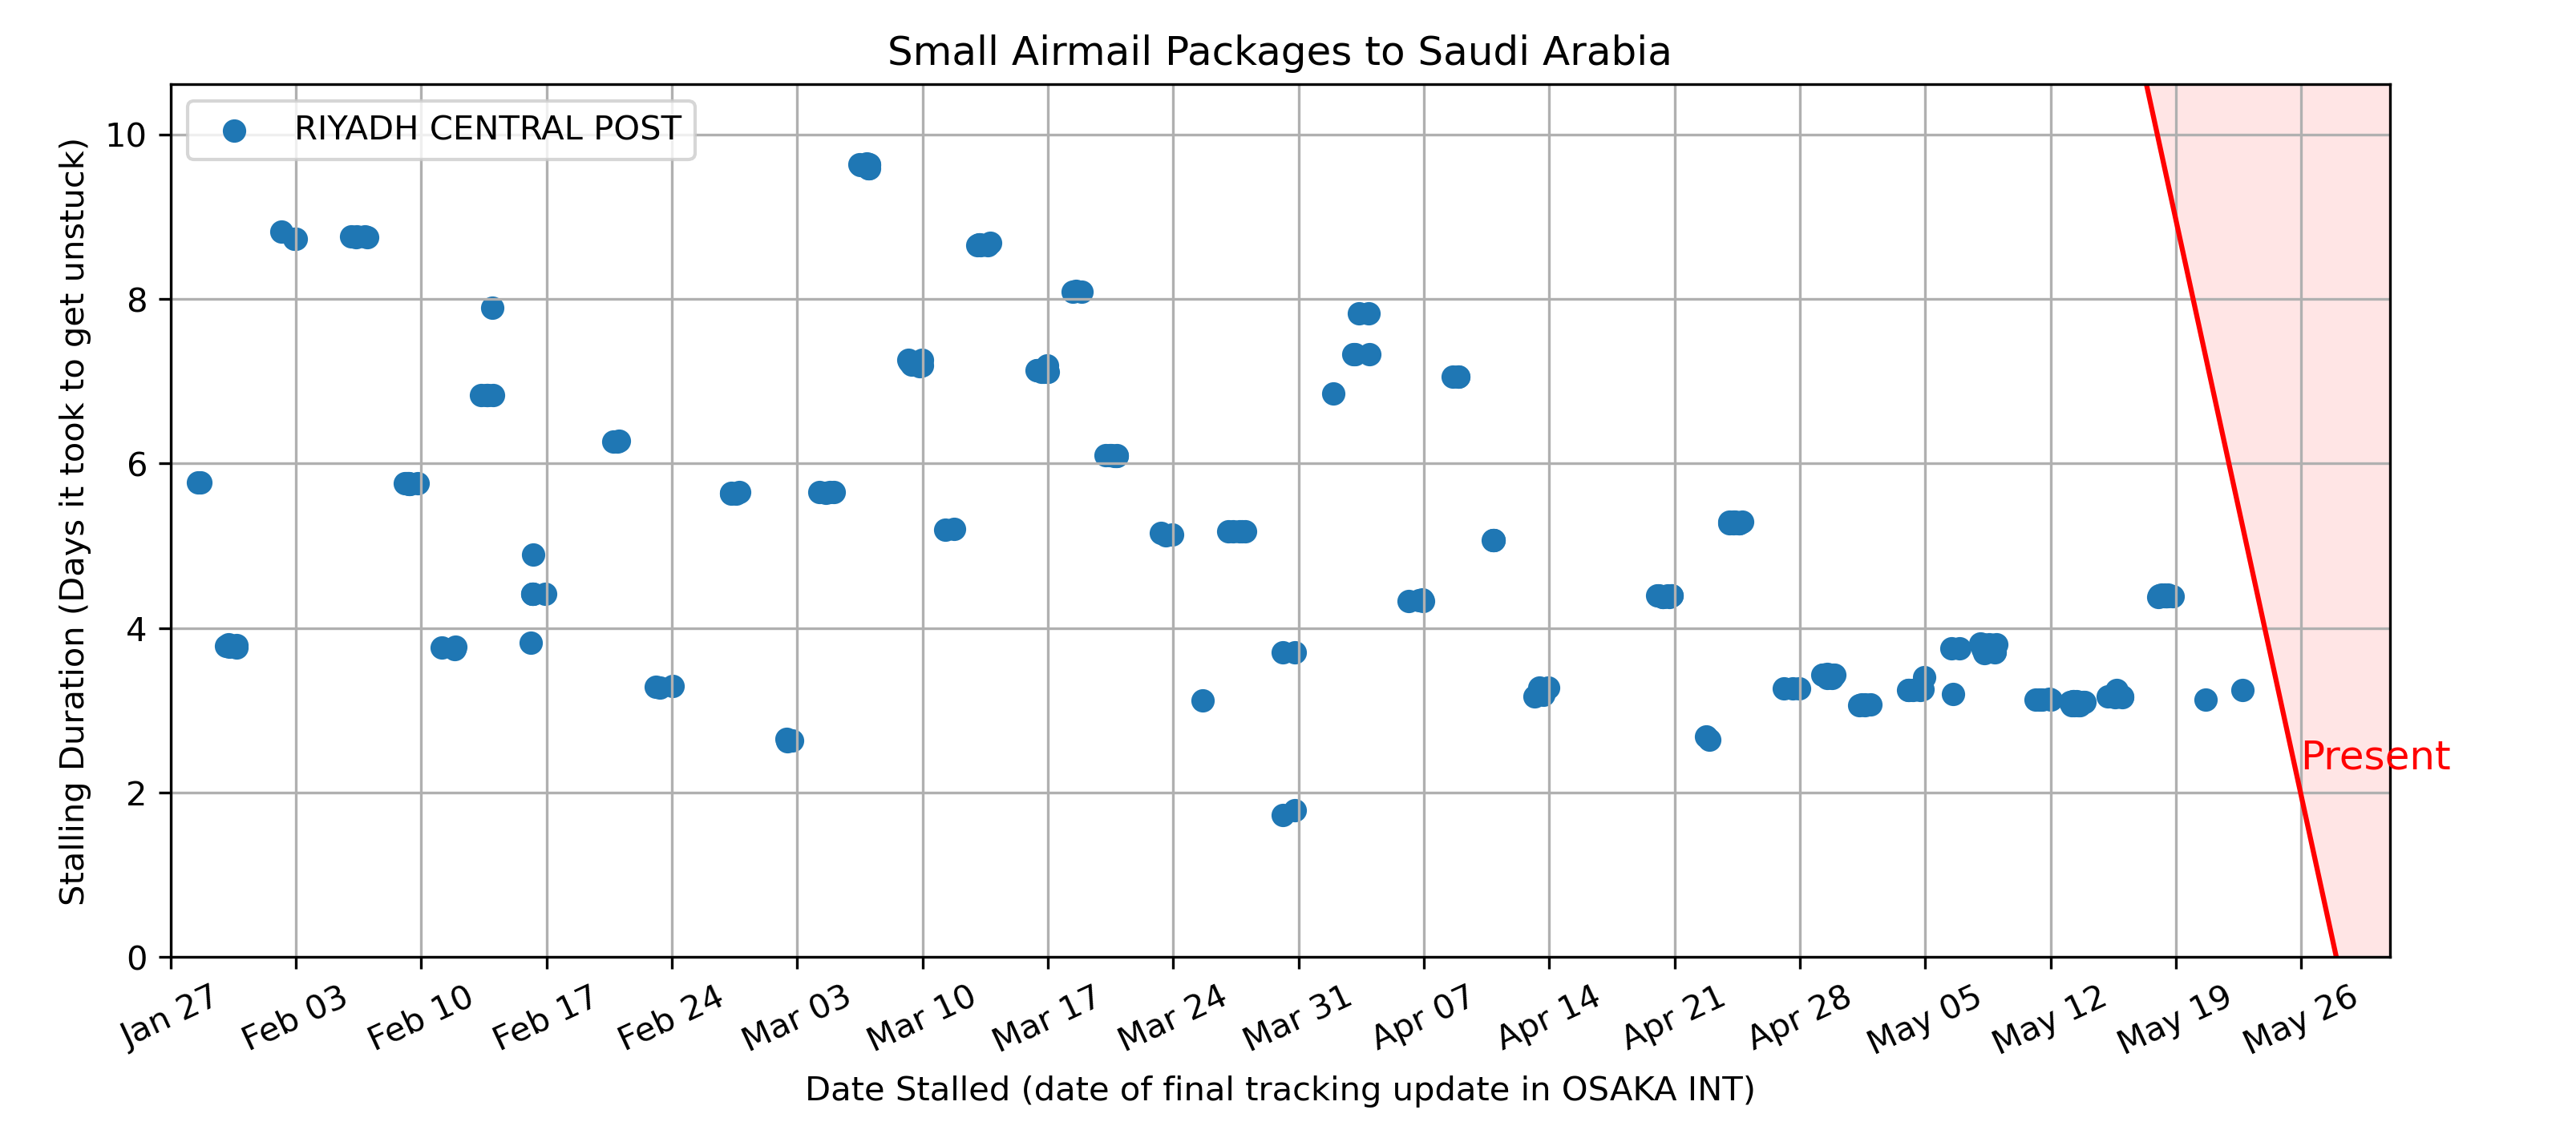 Small Airmail Packages to Saudi Arabia
RIYADH CENTRAL POST
Stalling Duration (Days it took to get unstuck)
10
8
6
4
2
0
Present
Jan 27
Feb 03
Feb 10
Feb 17
Feb 24
Mar 03
Mar 10
Mar 17
Mar 24
Mar 31
Apr 07
Apr 14
Apr 21
Apr 28
May 05
May 12
May 19
May 26
Date Stalled (date of final tracking update in OSAKA INT)